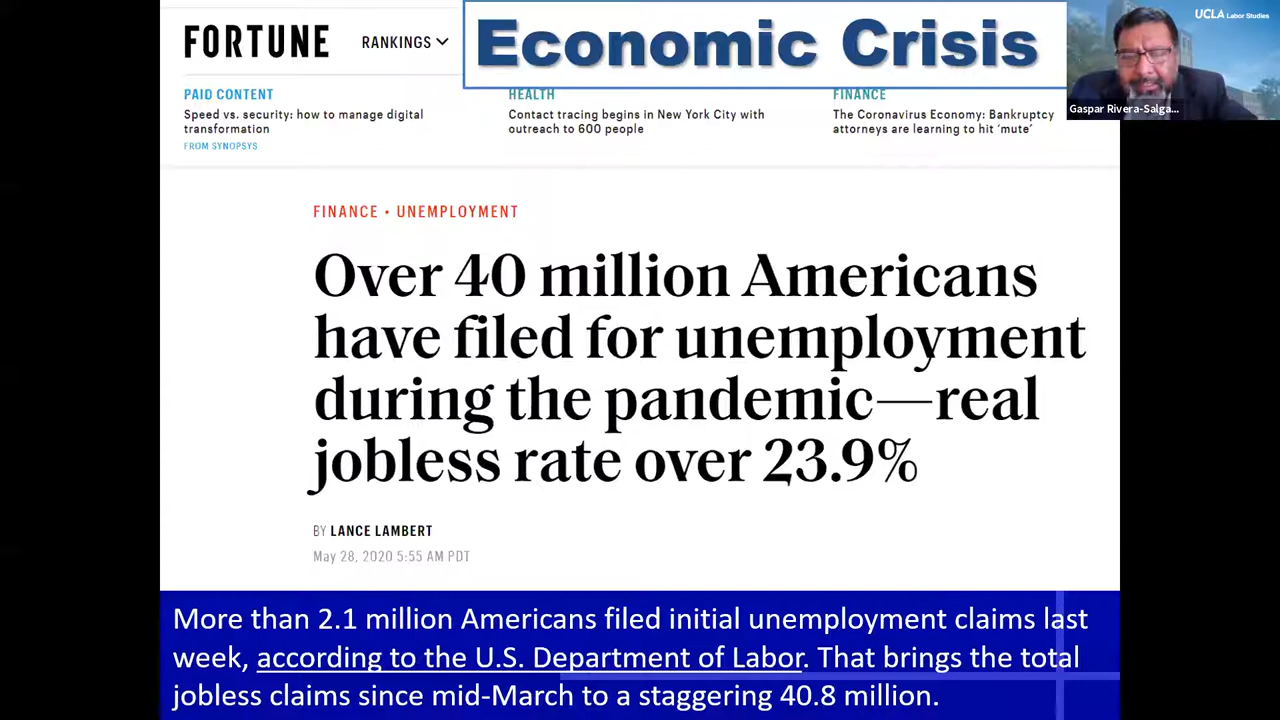 FORTUNE
RANKINGS
Economic Crisis
UCLA Labor Studies
Gaspar Rivera-Salga...
PAID CONTENT
Speed vs. security: how to manage digital
transformation
FROM SYNOPSYS
HEALTH
Contact tracing begins in New York City with
outreach to 600 people
FINANCE
The Coronavirus Economy: Bankruptcy
attorneys are learning to hit ‘mute’
FINANCE • UNEMPLOYMENT
Over 40 million Americans
have filed for unemployment
during the pandemic—real
jobless rate over 23.9%
BY LANCE LAMBERT
May 28, 2020 5:55 AM PDT
More than 2.1 million Americans filed initial unemployment claims last
week, according to the U.S. Department of Labor. That brings the total
jobless claims since mid-March to a staggering 40.8 million.